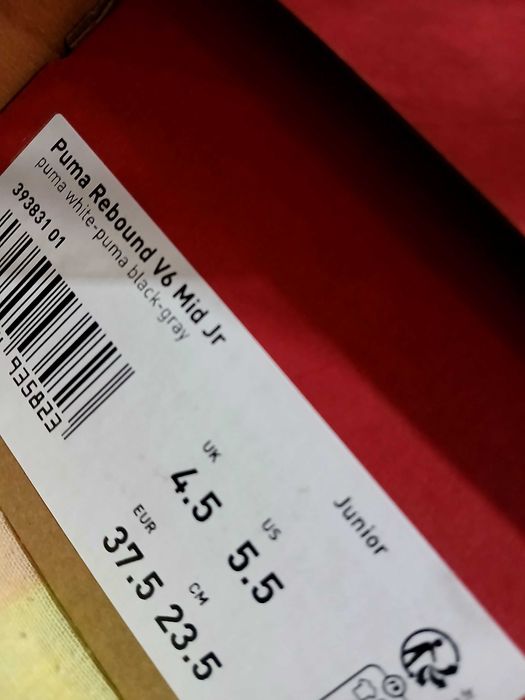 Puma Rebound V6 Mid Jr
puma white-puma black-gray
393831 01
935823
UK
4.5
US
5.5
EUR
37.5
CM
23.5
Junior